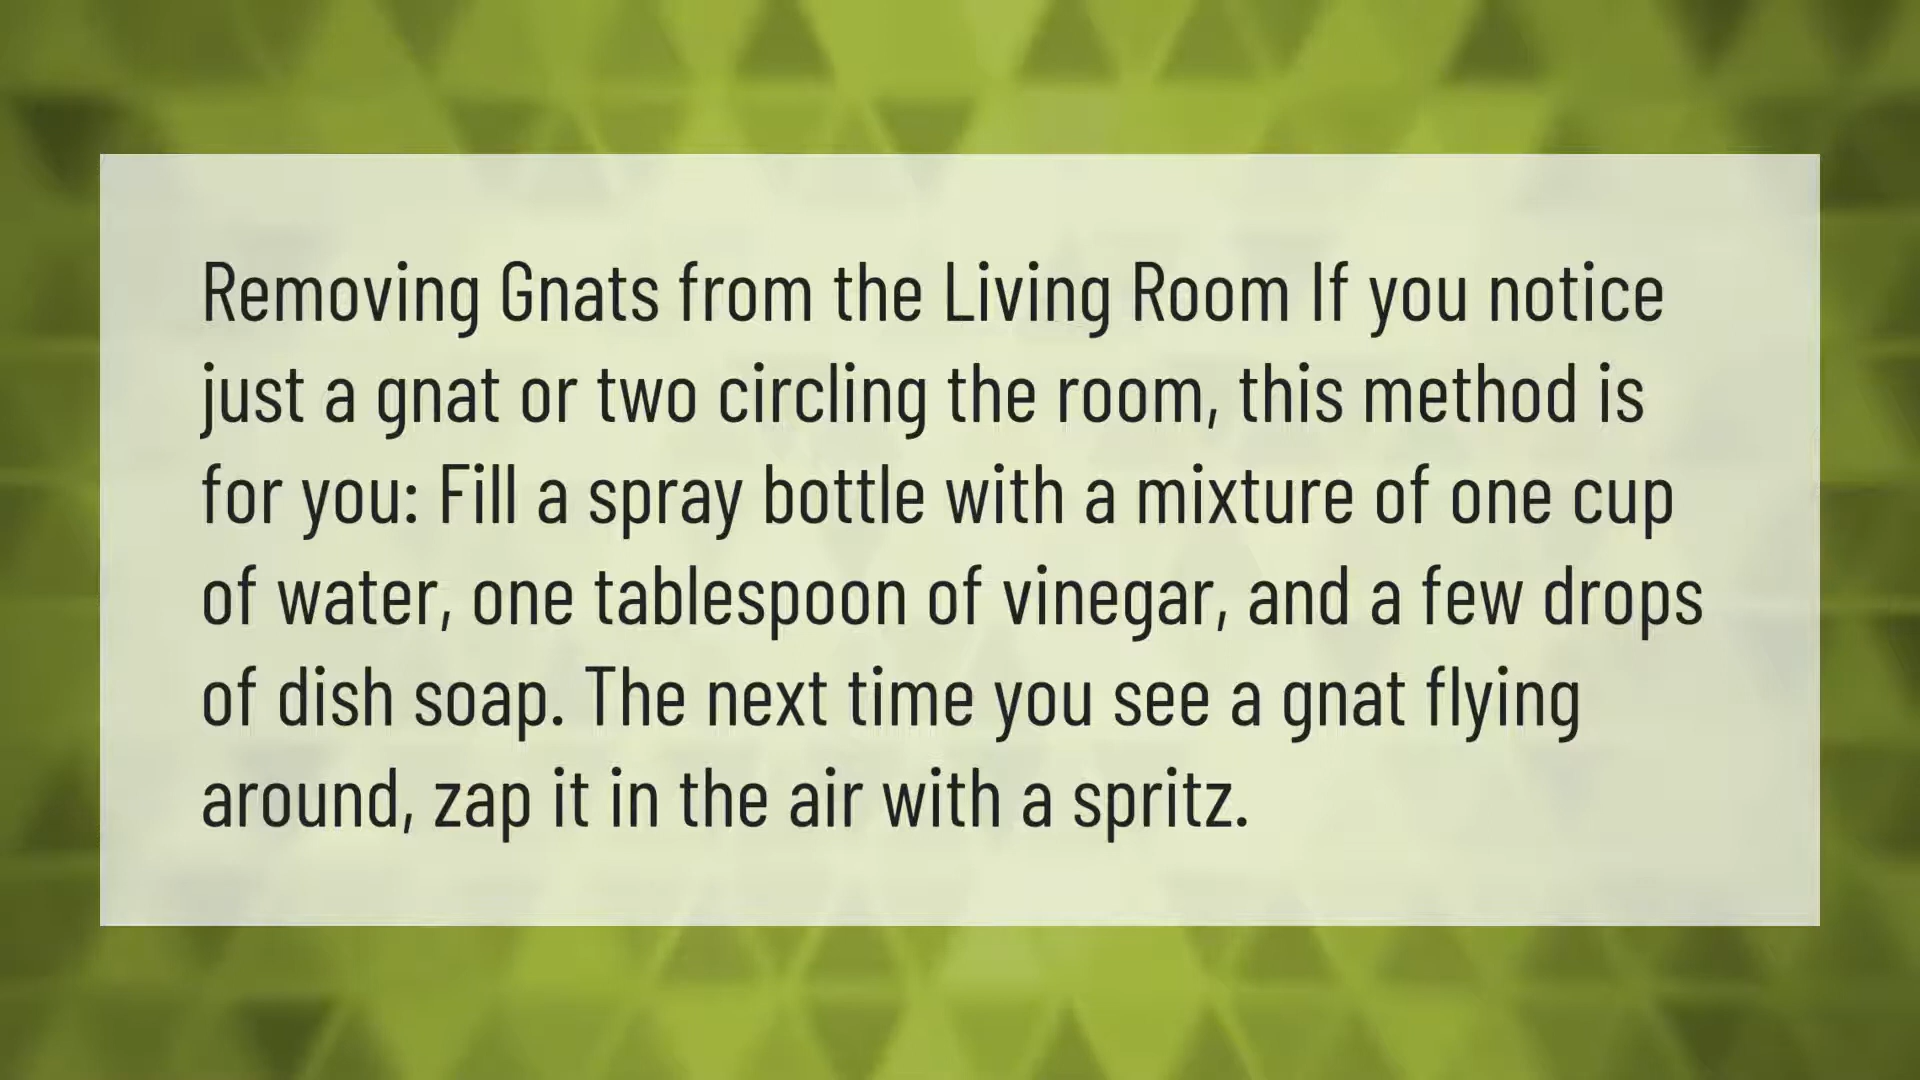 Removing Gnats from the Living Room If you notice
just a gnat or two circling the room, this method is
for you: Fill a spray bottle with a mixture of one cup
of water, one tablespoon of vinegar, and a few drops
of dish soap. The next time you see a gnat flying
around, zap it in the air with a spritz.